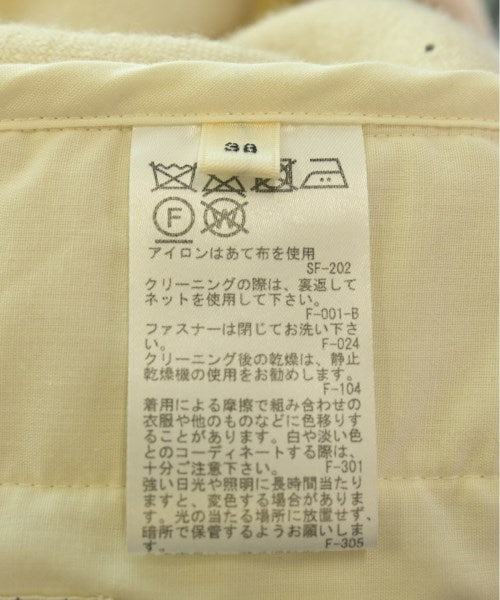 38
F W
アイロンはあて布を使用
SF-202
クリーニングの際は、裏返して
ネットを使用して下さい。
F-001-B
ファスナーは閉じてお洗い下さ
い。 F-024
クリーニング後の乾燥は、静止
乾燥機の使用をお勧めします。
F-104
着用による摩擦で組み合わせの
衣服や他のものなどに色移りす
ることがあります。白や淡い色
とのコーディネートする際は、
十分ご注意下さい。 F-301
強い日光や照明に長時間当たり
ますと、変色する場合がありま
す。光の当たる場所に放置せず、
暗所で保管するようお願いしま
す。 F-305